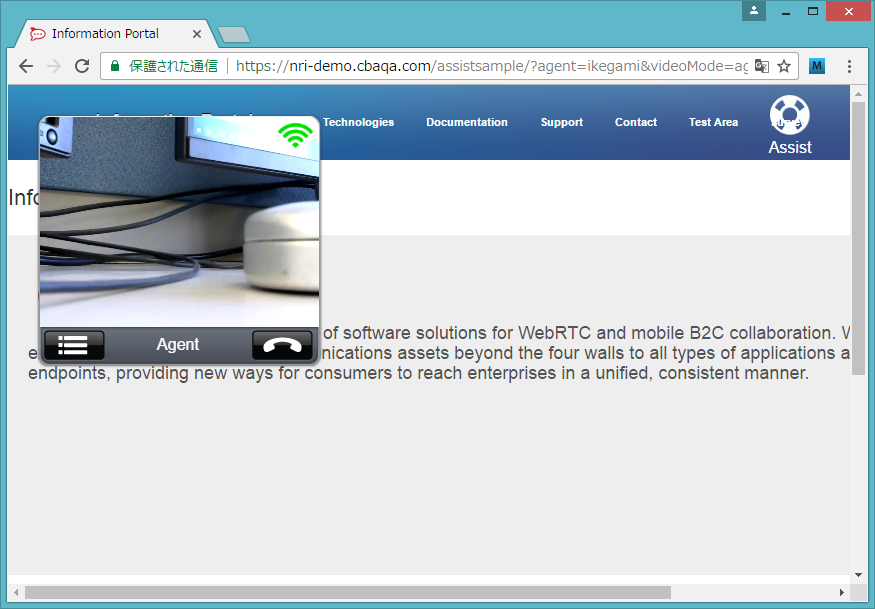 Information Portal
保護された通信
https://nri-demo.cbaqa.com/assistsample/?agent=ikegami&videoMode=ag
M
Technologies
Documentation
Support
Contact
Test Area
Assist
Agent
of software solutions for WebRTC and mobile B2C collaboration.
endpoints, providing new ways for consumers to reach enterprises in a unified, consistent manner.
assets beyond the four walls to all types of applications